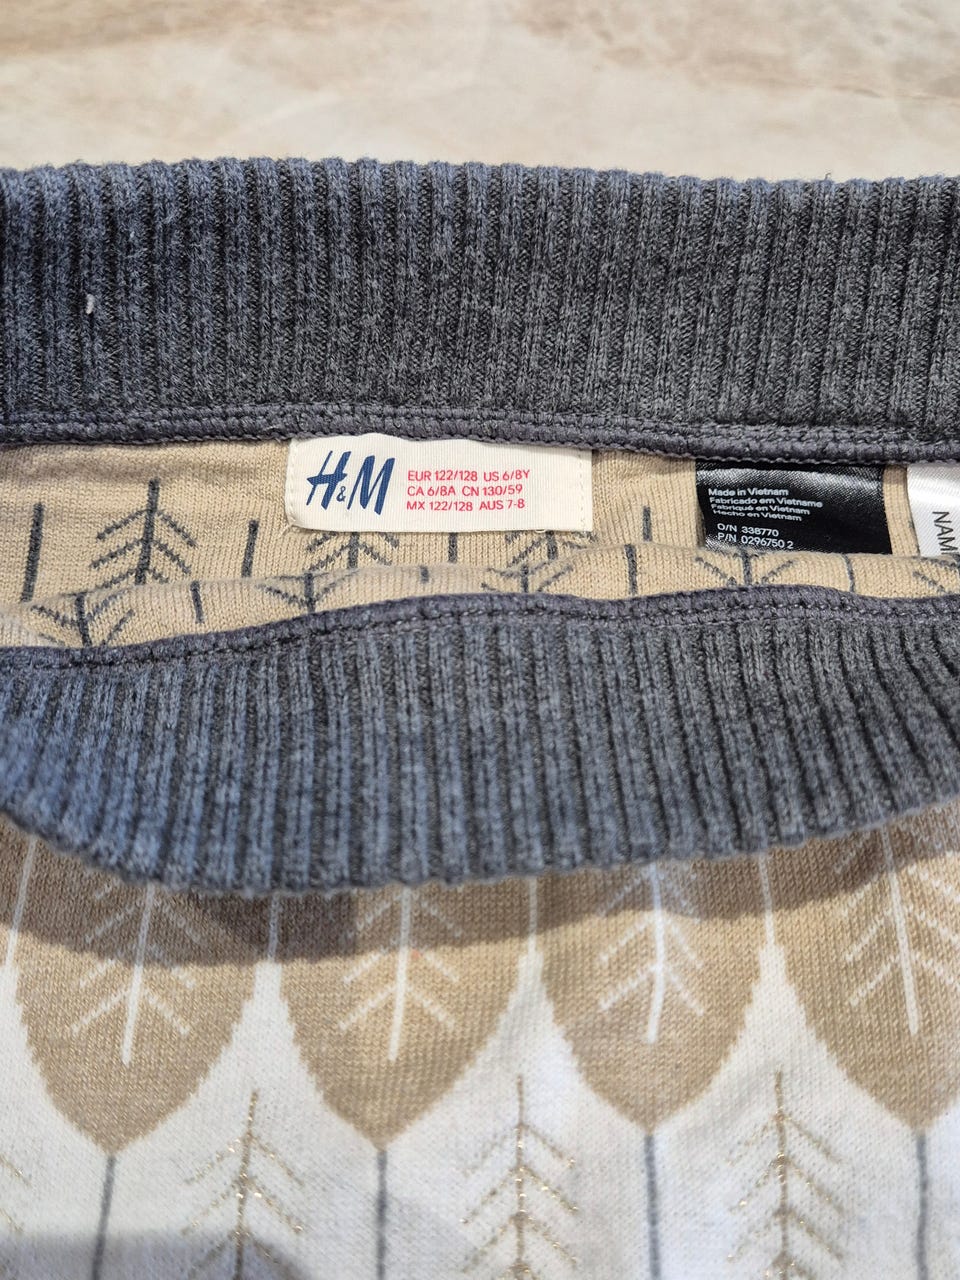 H&M
EUR 122/128 US 6/8Y
CA 6/8A CN 130/59
MX 122/128 AUS 7-8
Made in Vietnam
Fabricado em Vietname
Fabriqué en Vietnam
Hecho en Vietnam
O/N 338770
P/N 0296750 2
NAM